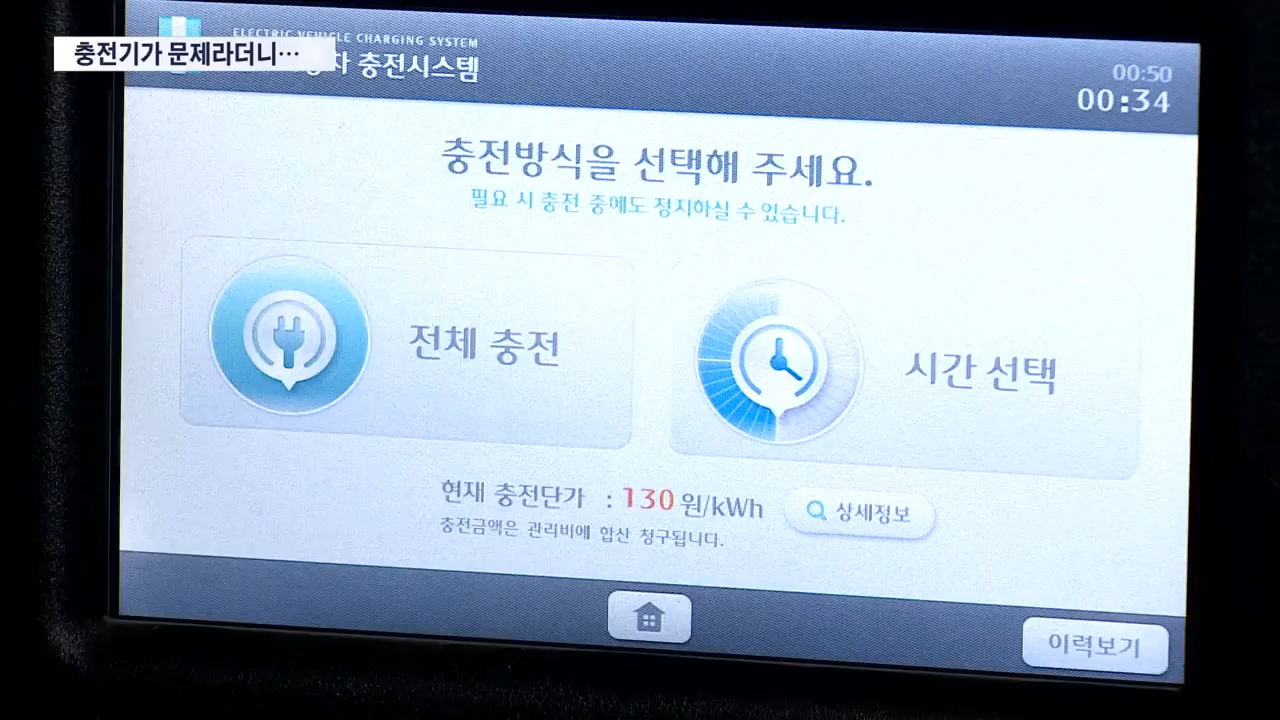 충전기가 문제라더니…
ELECTRIC VEHICLE CHARGING SYSTEM
차 충전시스템
00:50
00:34
충전방식을 선택해 주세요.
필요 시 충전 중에도 정지하실 수 있습니다.
전체 충전
시간 선택
현재 충전단가 : 130 원/kWh
상세정보
충전금액은 관리비에 합산 청구됩니다.
이력보기